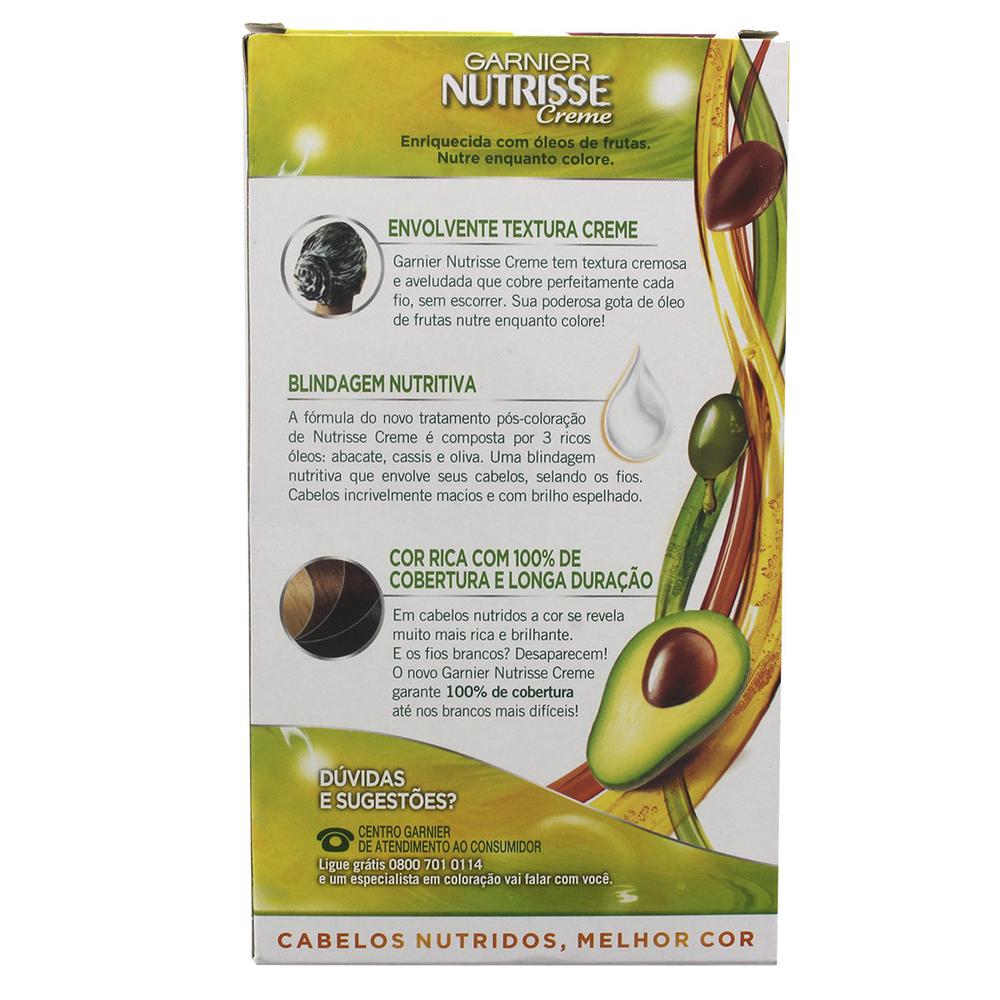 GARNIER
NUTRISSE
Creme
Enriquecida com óleos de frutas.
Nutre enquanto colore.
ENVOLVENTE TEXTURA CREME
Garnier Nutrisse Creme tem textura cremosa
e aveludada que cobre perfeitamente cada
fio, sem escorrer. Sua poderosa gota de óleo
de frutas nutre enquanto colore!
BLINDAGEM NUTRITIVA
A fórmula do novo tratamento pós-coloração
de Nutrisse Creme é composta por 3 ricos
óleos: abacate, cassis e oliva. Uma blindagem
nutritiva que envolve seus cabelos, selando os fios.
Cabelos incrivelmente macios e com brilho espelhado.
COR RICA COM 100% DE
COBERTURA E LONGA DURAÇÃO
Em cabelos nutridos a cor se revela
muito mais rica e brilhante.
E os fios brancos? Desaparecem!
O novo Garnier Nutrisse Creme
garante 100% de cobertura
até nos brancos mais difíceis!
DÚVIDAS
E SUGESTÕES?
CENTRO GARNIER
DE ATENDIMENTO AO CONSUMIDOR
Ligue grátis 0800 701 0114
e um especialista em coloração vai falar com você.
CABELOS NUTRIDOS, MELHOR COR